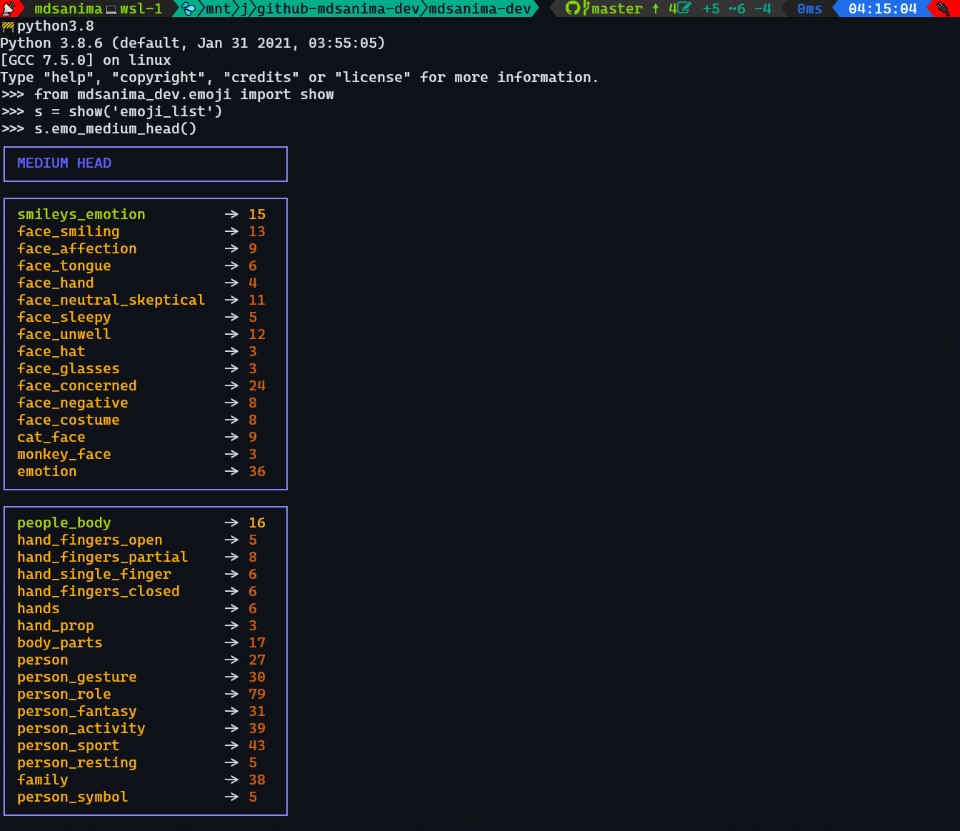 mdsanima wsl-1 mnt j github-mdsanima-dev mdsanima-dev master ↑ 4 +5 ~6 -4 0ms 04:15:04
python3.8
Python 3.8.6 (default, Jan 31 2021, 03:55:05)
[GCC 7.5.0] on linux
Type "help", "copyright", "credits" or "license" for more information.
>>> from mdsanima_dev.emoji import show
>>> s = show('emoji_list')
>>> s.emo_medium_head()
MEDIUM HEAD
smileys_emotion → 15
face_smiling → 13
face_affection → 9
face_tongue → 6
face_hand → 4
face_neutral_skeptical → 11
face_sleepy → 5
face_unwell → 12
face_hat → 3
face_glasses → 3
face_concerned → 24
face_negative → 8
face_costume → 8
cat_face → 9
monkey_face → 3
emotion → 36
people_body → 16
hand_fingers_open → 5
hand_fingers_partial → 8
hand_single_finger → 6
hand_fingers_closed → 6
hands → 6
hand_prop → 3
body_parts → 17
person → 27
person_gesture → 30
person_role → 79
person_fantasy → 31
person_activity → 39
person_sport → 43
person_resting → 5
family → 38
person_symbol → 5